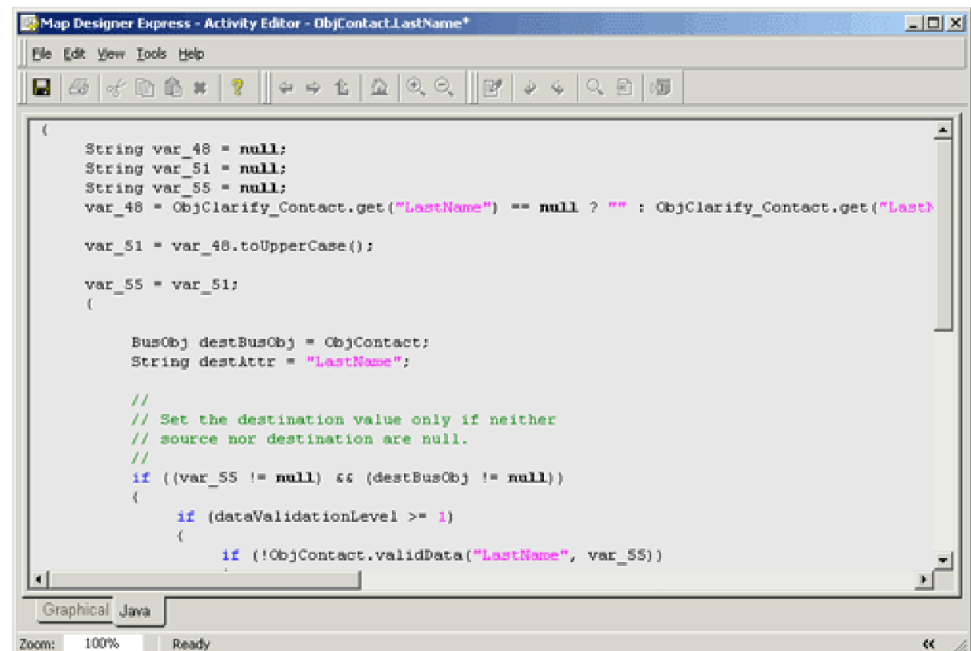 Map Designer Express - Activity Editor - ObjContact.LastName*
File Edit View Tools Help
{
String var_48 = null;
String var_51 = null;
String var_55 = null;
var_48 = ObjClarify_Contact.get("LastName") == null ? "" : ObjClarify_Contact.get("LastN
var_51 = var_48.toUpperCase();
var_55 = var_51;
{
BusObj destBusObj = ObjContact;
String destAttr = "LastName";
//
// Set the destination value only if neither
// source nor destination are null.
//
if ((var_55 != null) && (destBusObj != null))
{
if (dataValidationLevel >= 1)
{
if (!ObjContact.validData("LastName", var_55))
Graphical Java
Zoom: 100% Ready